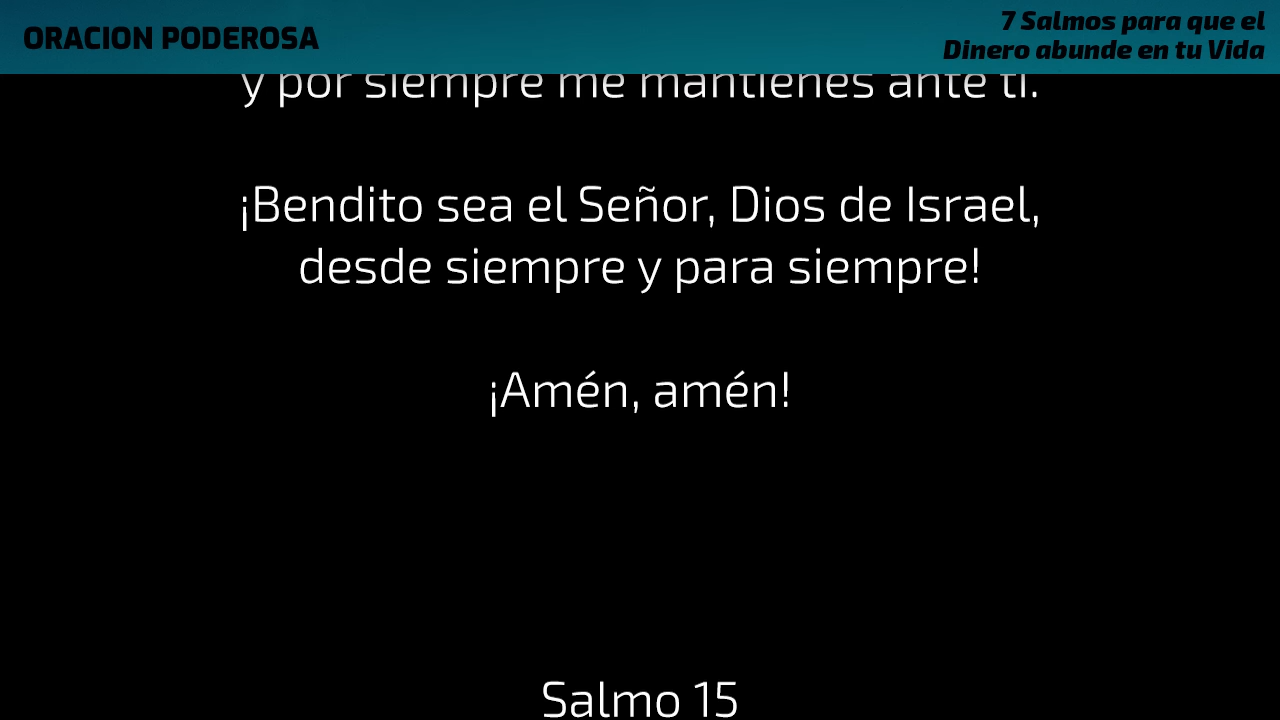 ORACION PODEROSA
7 Salmos para que el
Dinero abunde en tu Vida
y por siempre me mantienes ante ti.
¡Bendito sea el Señor, Dios de Israel,
desde siempre y para siempre!
¡Amén, amén!
Salmo 15